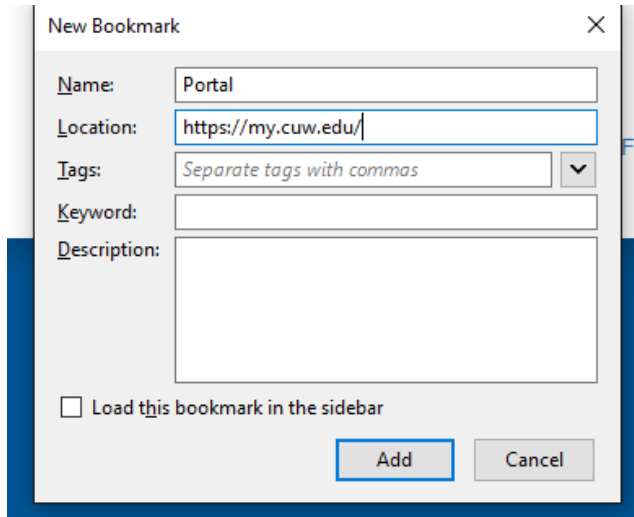 New Bookmark
Name: Portal
Location: https://my.cuw.edu/
F
Tags: Separate tags with commas
Keyword:
Description:
Load this bookmark in the sidebar
Add Cancel